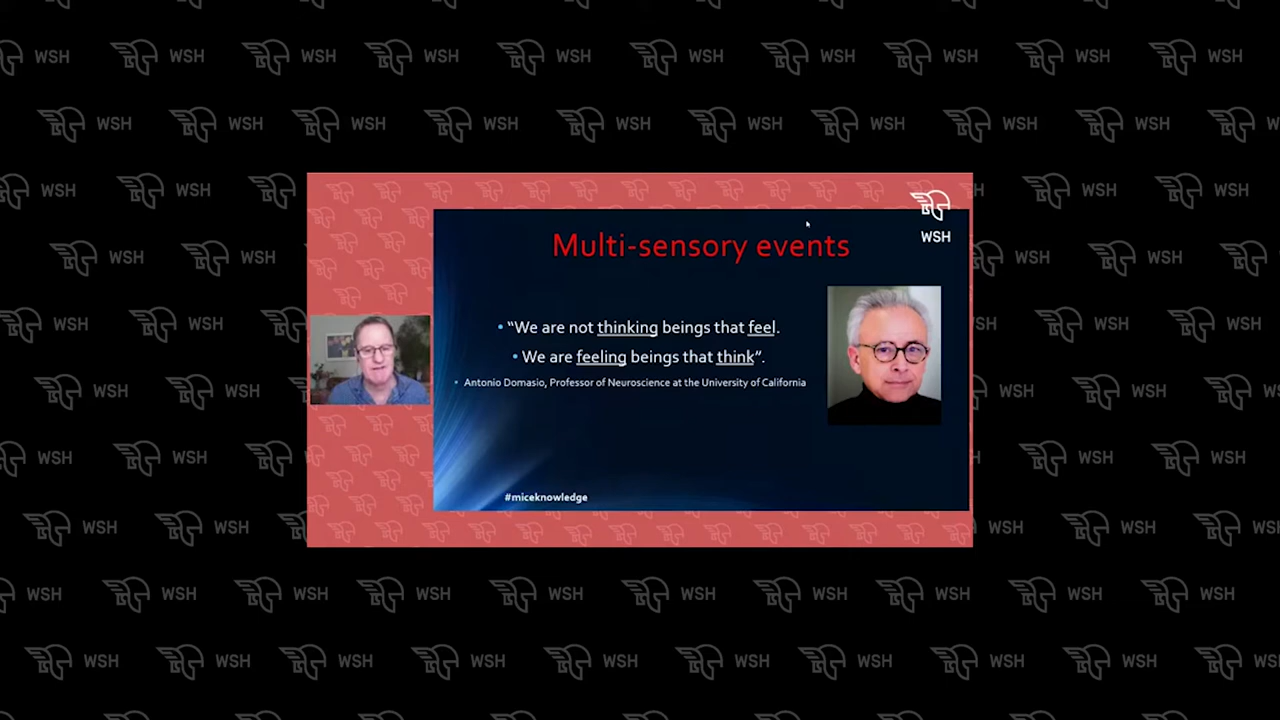 WSH
Multi-sensory events
“We are not thinking beings that feel.
We are feeling beings that think”.
Antonio Domasio, Professor of Neuroscience at the University of California
#miceknowledge